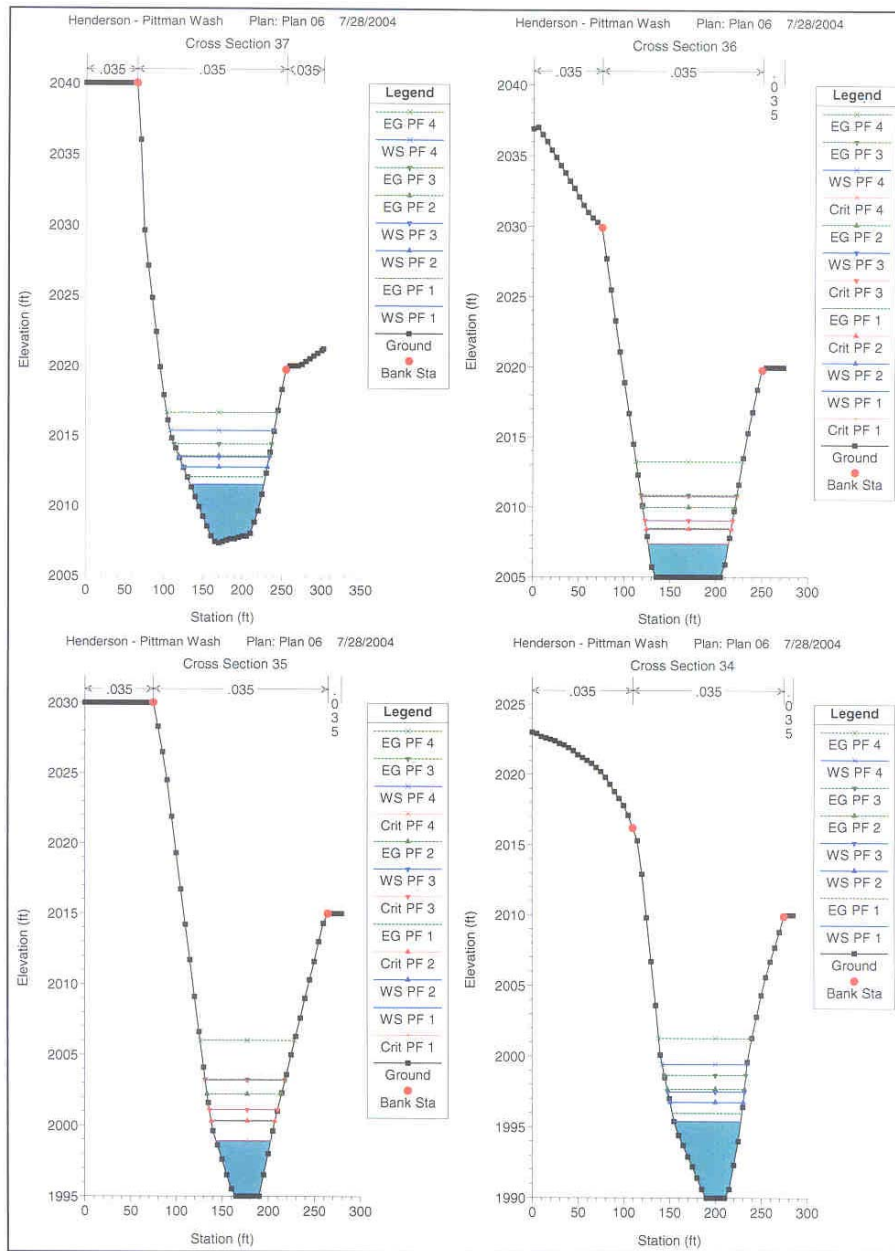 Henderson - Pittman Wash Plan: Plan 06 7/28/2004
Cross Section 37
.035 .035 .035
Elevation (ft)
2040
2035
2030
2025
2020
2015
2010
2005
0 50 100 150 200 250 300 350
Station (ft)
Legend
EG PF 4
WS PF 4
EG PF 3
EG PF 2
WS PF 3
WS PF 2
EG PF 1
WS PF 1
Ground
Bank Sta
Henderson - Pittman Wash Plan: Plan 06 7/28/2004
Cross Section 36
.035 .035 .035
Elevation (ft)
2040
2035
2030
2025
2020
2015
2010
2005
0 50 100 150 200 250 300
Station (ft)
Legend
EG PF 4
EG PF 3
WS PF 4
Crit PF 4
EG PF 2
WS PF 3
Crit PF 3
EG PF 1
Crit PF 2
WS PF 2
WS PF 1
Crit PF 1
Ground
Bank Sta
Henderson - Pittman Wash Plan: Plan 06 7/28/2004
Cross Section 35
.035 .035 .035
Elevation (ft)
2030
2025
2020
2015
2010
2005
2000
1995
0 50 100 150 200 250 300
Station (ft)
Legend
EG PF 4
EG PF 3
WS PF 4
Crit PF 4
EG PF 2
WS PF 3
Crit PF 3
EG PF 1
Crit PF 2
WS PF 2
WS PF 1
Crit PF 1
Ground
Bank Sta
Henderson - Pittman Wash Plan: Plan 06 7/28/2004
Cross Section 34
.035 .035 .035
Elevation (ft)
2025
2020
2015
2010
2005
2000
1995
1990
0 50 100 150 200 250 300
Station (ft)
Legend
EG PF 4
WS PF 4
EG PF 3
EG PF 2
WS PF 3
WS PF 2
EG PF 1
WS PF 1
Ground
Bank Sta